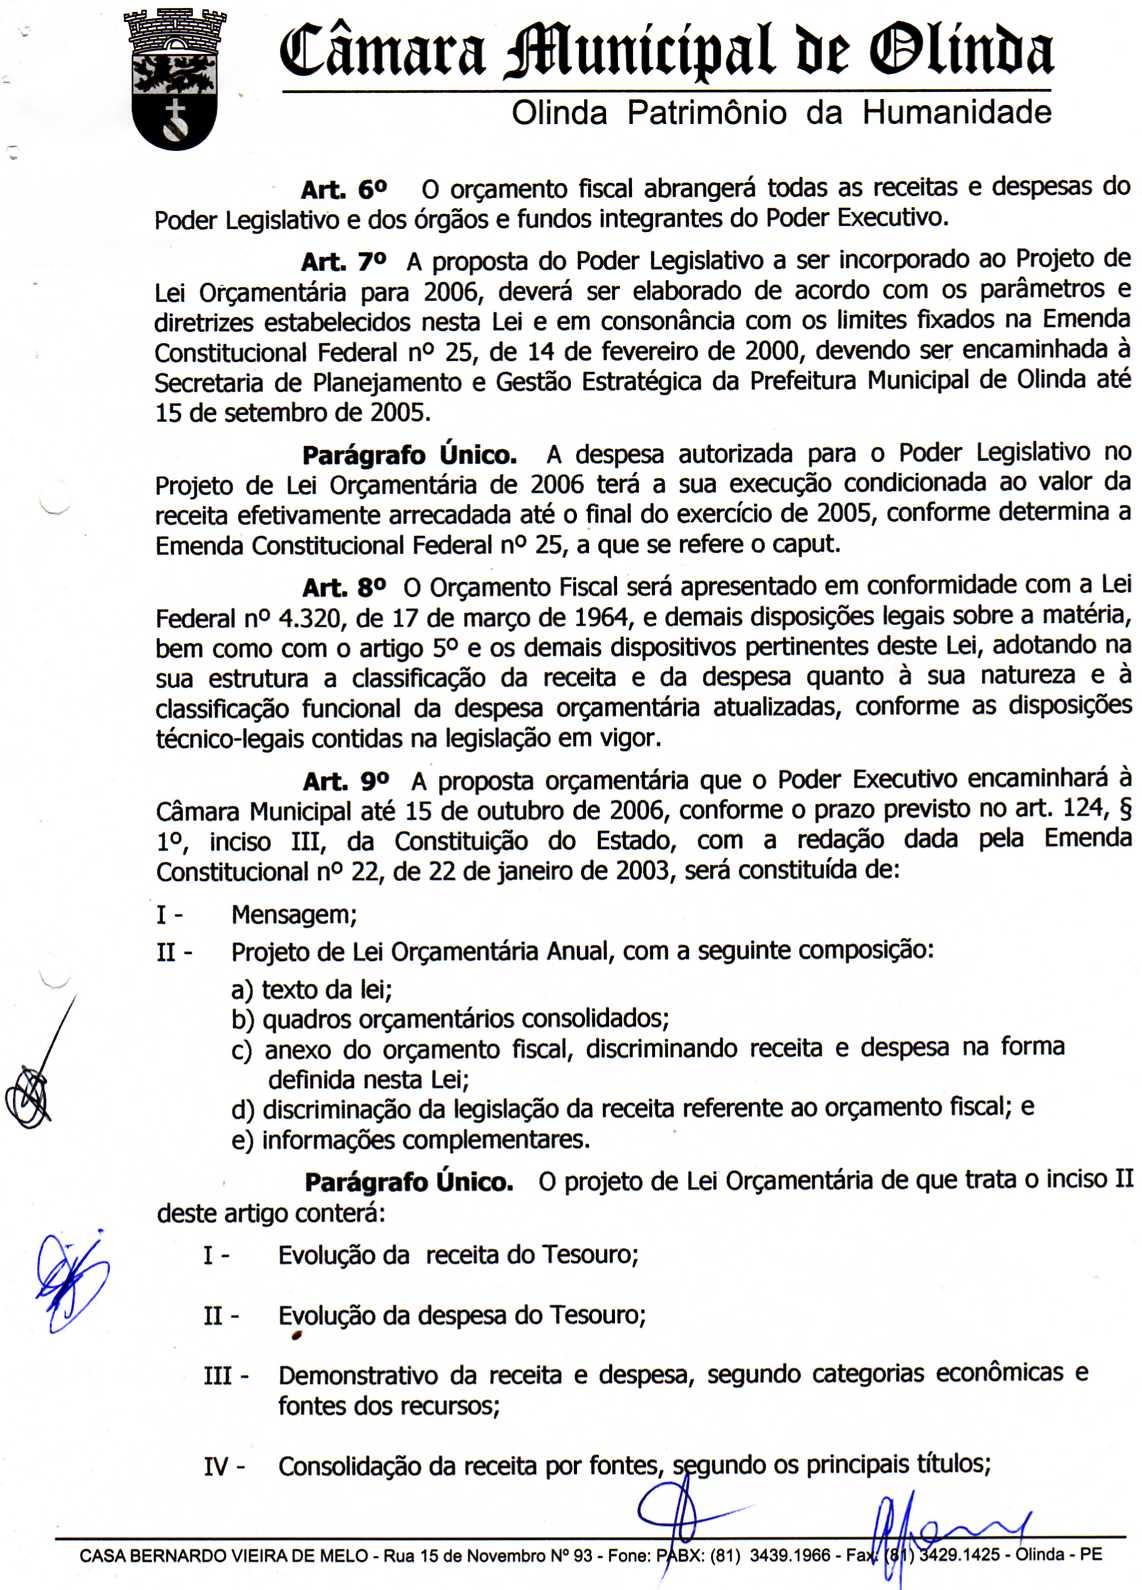 Câmara Municipal de Olinda
Olinda Patrimônio da Humanidade
Art. 6º O orçamento fiscal abrangerá todas as receitas e despesas do
Poder Legislativo e dos órgãos e fundos integrantes do Poder Executivo.
Art. 7º A proposta do Poder Legislativo a ser incorporado ao Projeto de
Lei Orçamentária para 2006, deverá ser elaborado de acordo com os parâmetros e
diretrizes estabelecidos nesta Lei e em consonância com os limites fixados na Emenda
Constitucional Federal nº 25, de 14 de fevereiro de 2000, devendo ser encaminhada à
Secretaria de Planejamento e Gestão Estratégica da Prefeitura Municipal de Olinda até
15 de setembro de 2005.
Parágrafo Único. A despesa autorizada para o Poder Legislativo no
Projeto de Lei Orçamentária de 2006 terá a sua execução condicionada ao valor da
receita efetivamente arrecadada até o final do exercício de 2005, conforme determina a
Emenda Constitucional Federal nº 25, a que se refere o caput.
Art. 8º O Orçamento Fiscal será apresentado em conformidade com a Lei
Federal nº 4.320, de 17 de março de 1964, e demais disposições legais sobre a matéria,
bem como com o artigo 5º e os demais dispositivos pertinentes deste Lei, adotando na
sua estrutura a classificação da receita e da despesa quanto à sua natureza e à
classificação funcional da despesa orçamentária atualizadas, conforme as disposições
técnico-legais contidas na legislação em vigor.
Art. 9º A proposta orçamentária que o Poder Executivo encaminhará à
Câmara Municipal até 15 de outubro de 2006, conforme o prazo previsto no art. 124, §
1º, inciso III, da Constituição do Estado, com a redação dada pela Emenda
Constitucional nº 22, de 22 de janeiro de 2003, será constituída de:
I - Mensagem;
II - Projeto de Lei Orçamentária Anual, com a seguinte composição:
a) texto da lei;
b) quadros orçamentários consolidados;
c) anexo do orçamento fiscal, discriminando receita e despesa na forma
definida nesta Lei;
d) discriminação da legislação da receita referente ao orçamento fiscal; e
e) informações complementares.
Parágrafo Único. O projeto de Lei Orçamentária de que trata o inciso II
deste artigo conterá:
I - Evolução da receita do Tesouro;
II - Evolução da despesa do Tesouro;
III - Demonstrativo da receita e despesa, segundo categorias econômicas e
fontes dos recursos;
IV - Consolidação da receita por fontes, segundo os principais títulos;
CASA BERNARDO VIEIRA DE MELO - Rua 15 de Novembro Nº 93 - Fone: PABX: (81) 3439.1966 - Fax: (81) 3429.1425 - Olinda - PE